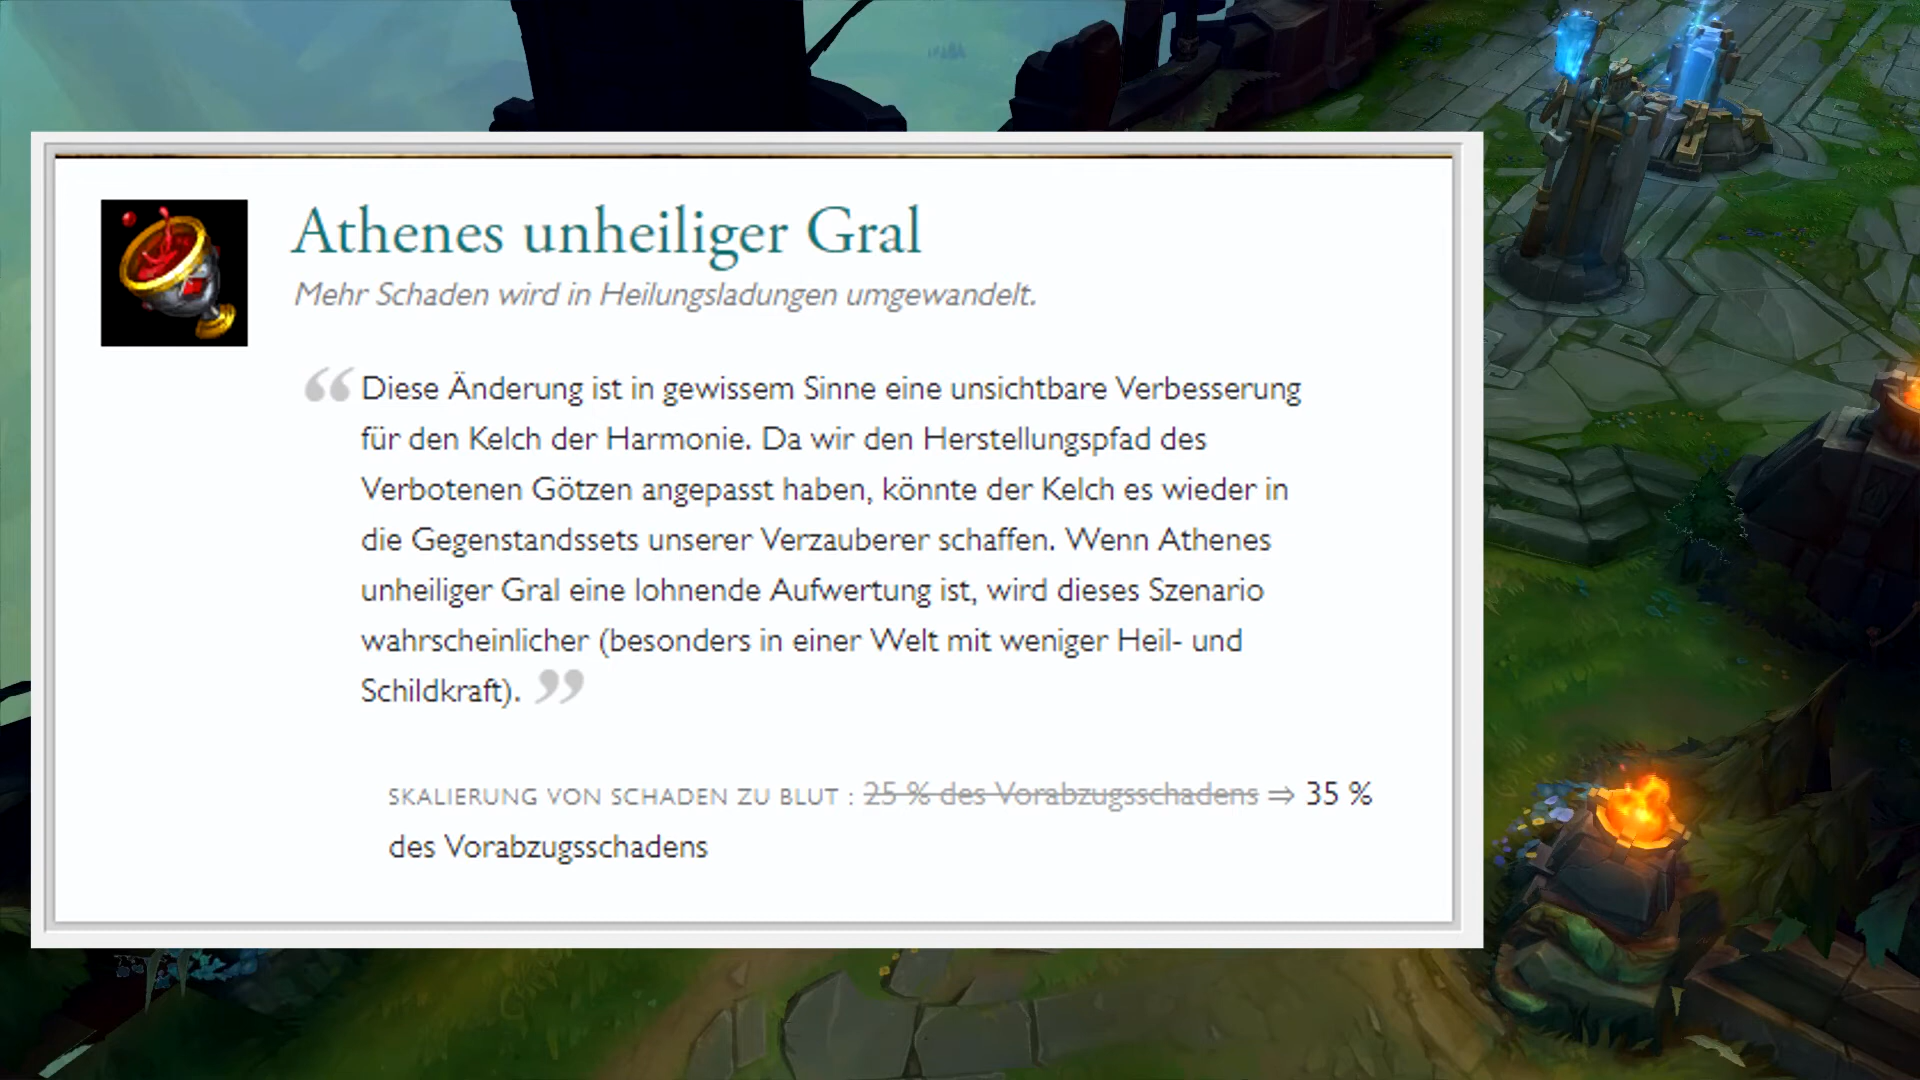 Athenes unheiliger Gral
Mehr Schaden wird in Heilungsladungen umgewandelt.
“Diese Änderung ist in gewissem Sinne eine unsichtbare Verbesserung
für den Kelch der Harmonie. Da wir den Herstellungspfad des
Verbotenen Götzen angepasst haben, könnte der Kelch es wieder in
die Gegenstandssets unserer Verzauberer schaffen. Wenn Athenes
unheiliger Gral eine lohnende Aufwertung ist, wird dieses Szenario
wahrscheinlicher (besonders in einer Welt mit weniger Heil- und
Schildkraft). ”
SKALIERUNG VON SCHADEN ZU BLUT : 25 % des Vorabzugsschadens ⇒ 35 %
des Vorabzugsschadens